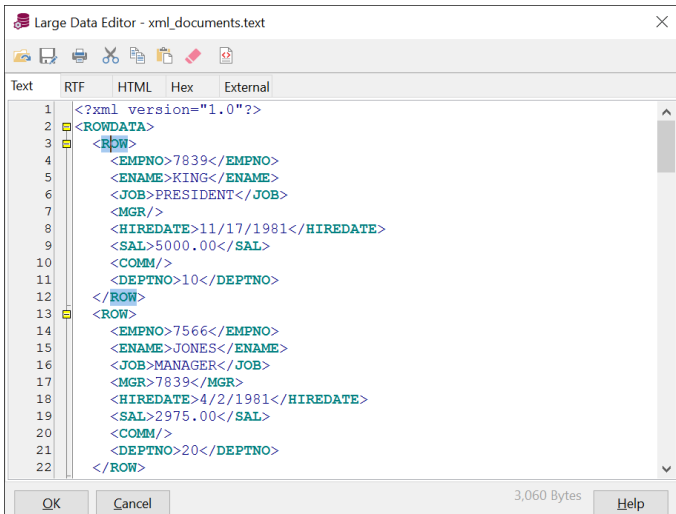 Large Data Editor - xml_documents.text
Text RTF HTML Hex External
1 <?xml version="1.0"?>
2 <ROWDATA>
3 <ROW>
4 <EMPNO>7839</EMPNO>
5 <ENAME>KING</ENAME>
6 <JOB>PRESIDENT</JOB>
7 <MGR/>
8 <HIREDATE>11/17/1981</HIREDATE>
9 <SAL>5000.00</SAL>
10 <COMM/>
11 <DEPTNO>10</DEPTNO>
12 </ROW>
13 <ROW>
14 <EMPNO>7566</EMPNO>
15 <ENAME>JONES</ENAME>
16 <JOB>MANAGER</JOB>
17 <MGR>7839</MGR>
18 <HIREDATE>4/2/1981</HIREDATE>
19 <SAL>2975.00</SAL>
20 <COMM/>
21 <DEPTNO>20</DEPTNO>
22 </ROW>
OK Cancel 3,060 Bytes Help